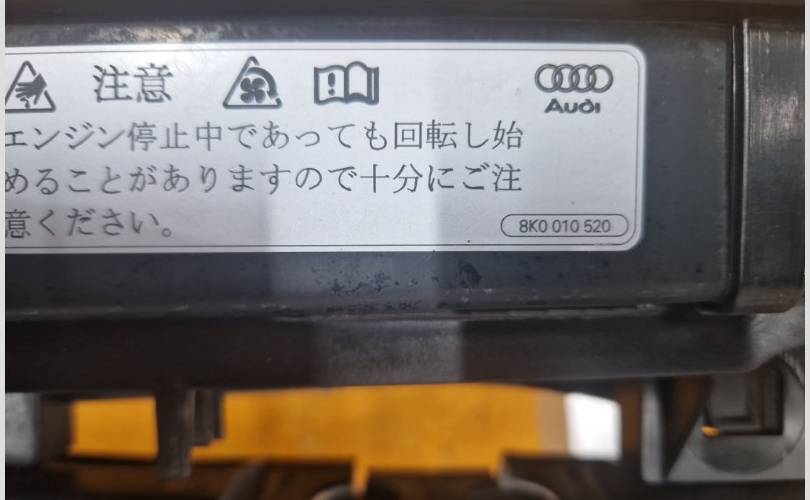 注意
Audi
エンジン停止中であっても回転し始
めることがありますので十分にご注
意ください。
8K0 010 520